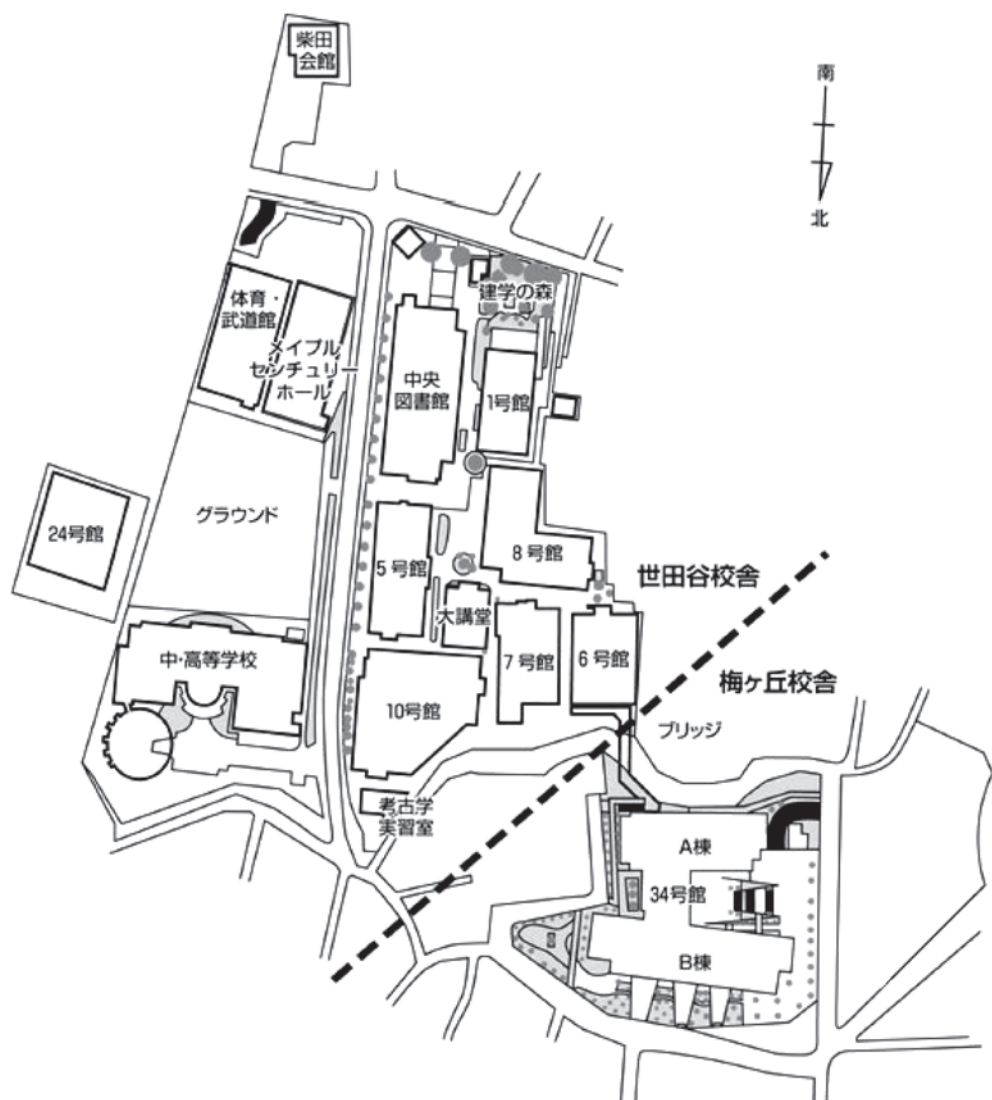 柴田
会館
南
北
体育・
武道館
メイプル
センチュリー
ホール
建学の森
中央
図書館
1号館
グラウンド
24号館
5号館
8号館
大講堂
世田谷校舎
中・高等学校
7号館
6号館
梅ヶ丘校舎
10号館
ブリッジ
考古学
実習室
A棟
34号館
B棟